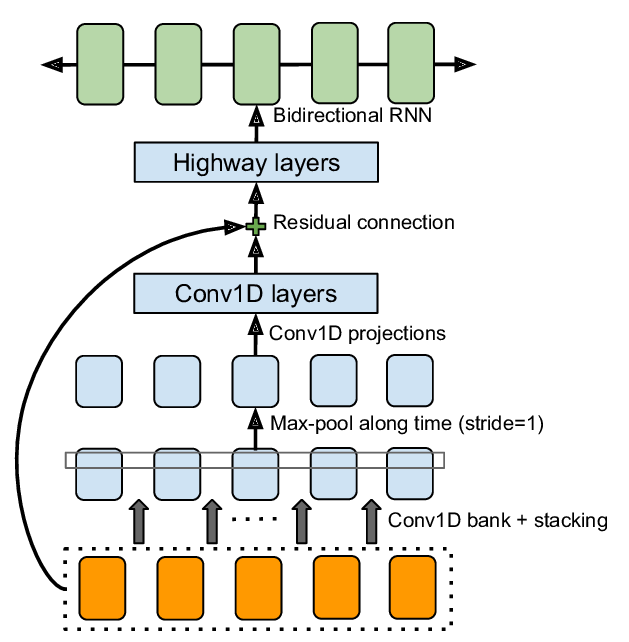 Bidirectional RNN
Highway layers
Residual connection
Conv1D layers
Conv1D projections
Max-pool along time (stride=1)
Conv1D bank + stacking